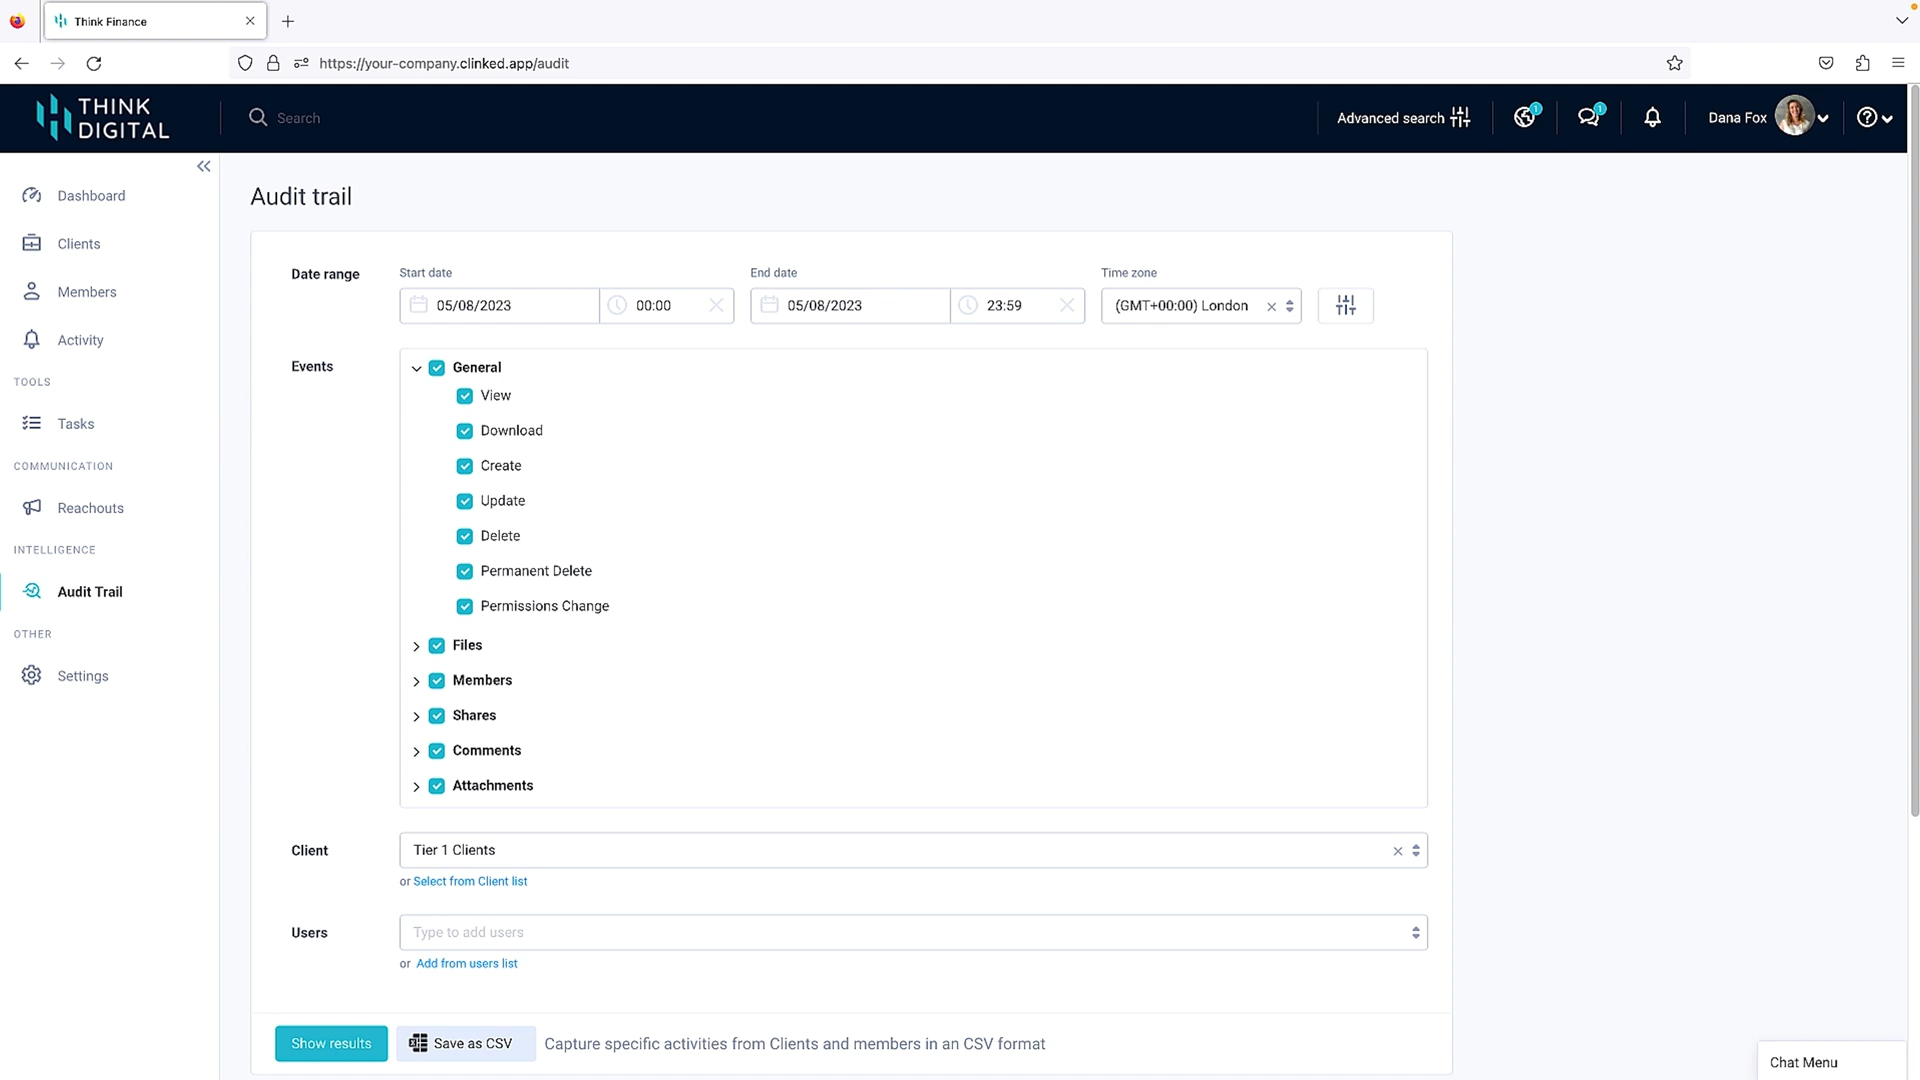 Think Finance
https://your-company.clinked.app/audit
THINK DIGITAL
Search
Advanced search
1
1
Dana Fox
Dashboard
Clients
Members
Activity
TOOLS
Tasks
COMMUNICATION
Reachouts
INTELLIGENCE
Audit Trail
OTHER
Settings
Audit trail
Date range
Start date
End date
Time zone
05/08/2023
00:00
05/08/2023
23:59
(GMT+00:00) London
Events
General
View
Download
Create
Update
Delete
Permanent Delete
Permissions Change
Files
Members
Shares
Comments
Attachments
Client
Tier 1 Clients
or Select from Client list
Users
Type to add users
or Add from users list
Show results
Save as CSV
Capture specific activities from Clients and members in an CSV format
Chat Menu